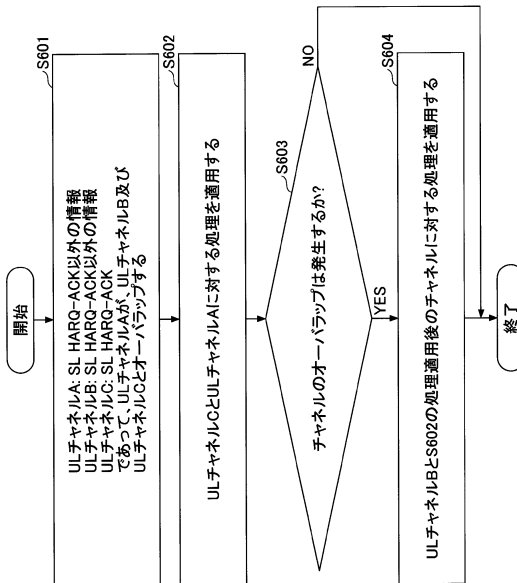 開始
S601
ULチャネルA: SL HARQ-ACK以外の情報
ULチャネルB: SL HARQ-ACK以外の情報
ULチャネルC: SL HARQ-ACK
であって、ULチャネルAが、ULチャネルB及び
ULチャネルCとオーバラップする
S602
ULチャネルCとULチャネルAに対する処理を適用する
S603
チャネルのオーバラップは発生するか?
NO
YES
S604
ULチャネルBとS602の処理適用後のチャネルに対する処理を適用する
終了